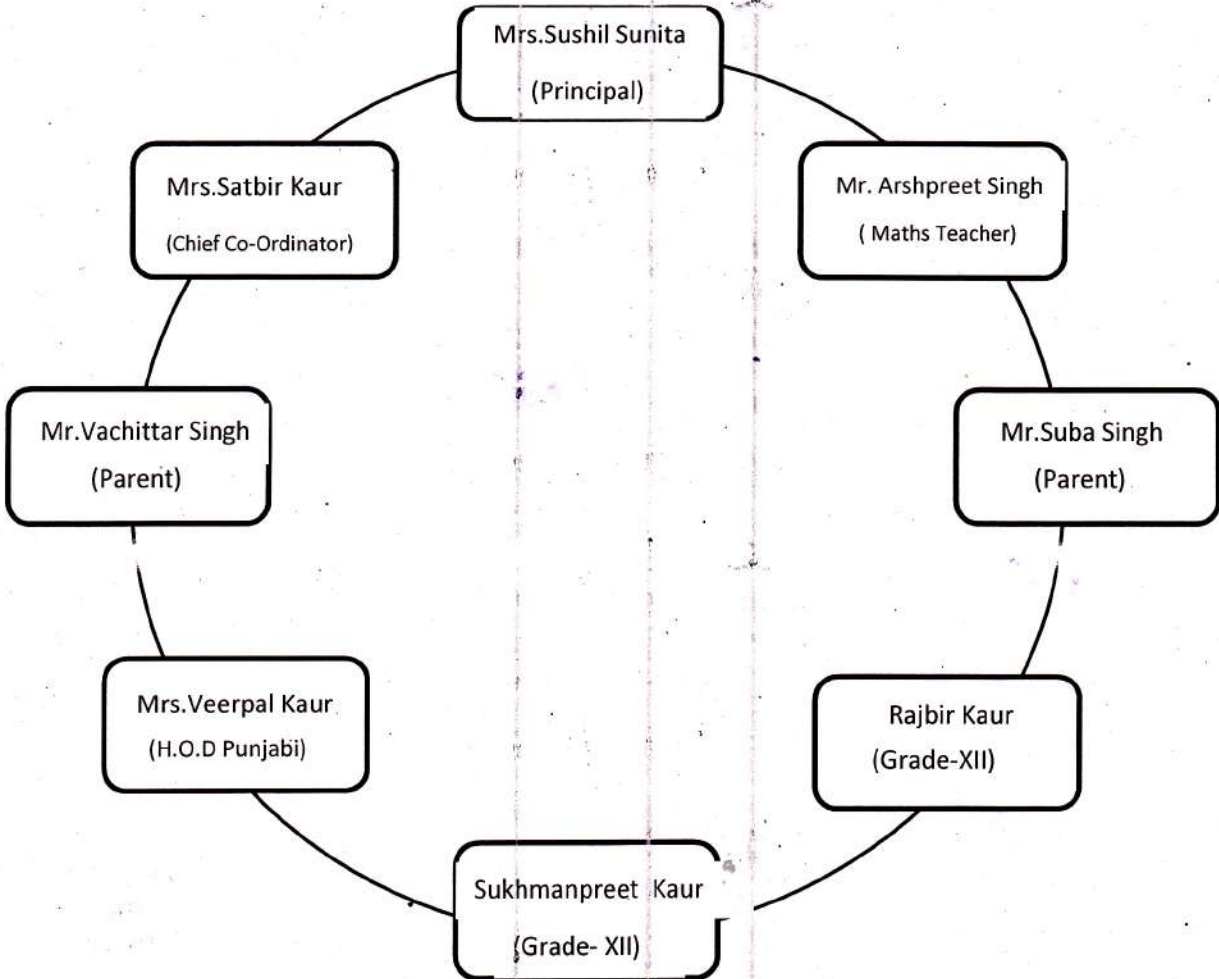 Mrs.Sushil Sunita
(Principal)
Mr. Arshpreet Singh
( Maths Teacher)
Mr.Suba Singh
(Parent)
Rajbir Kaur
(Grade-XII)
Sukhmanpreet Kaur
(Grade- XII)
Mrs.Veerpal Kaur
(H.O.D Punjabi)
Mr.Vachittar Singh
(Parent)
Mrs.Satbir Kaur
(Chief Co-Ordinator)